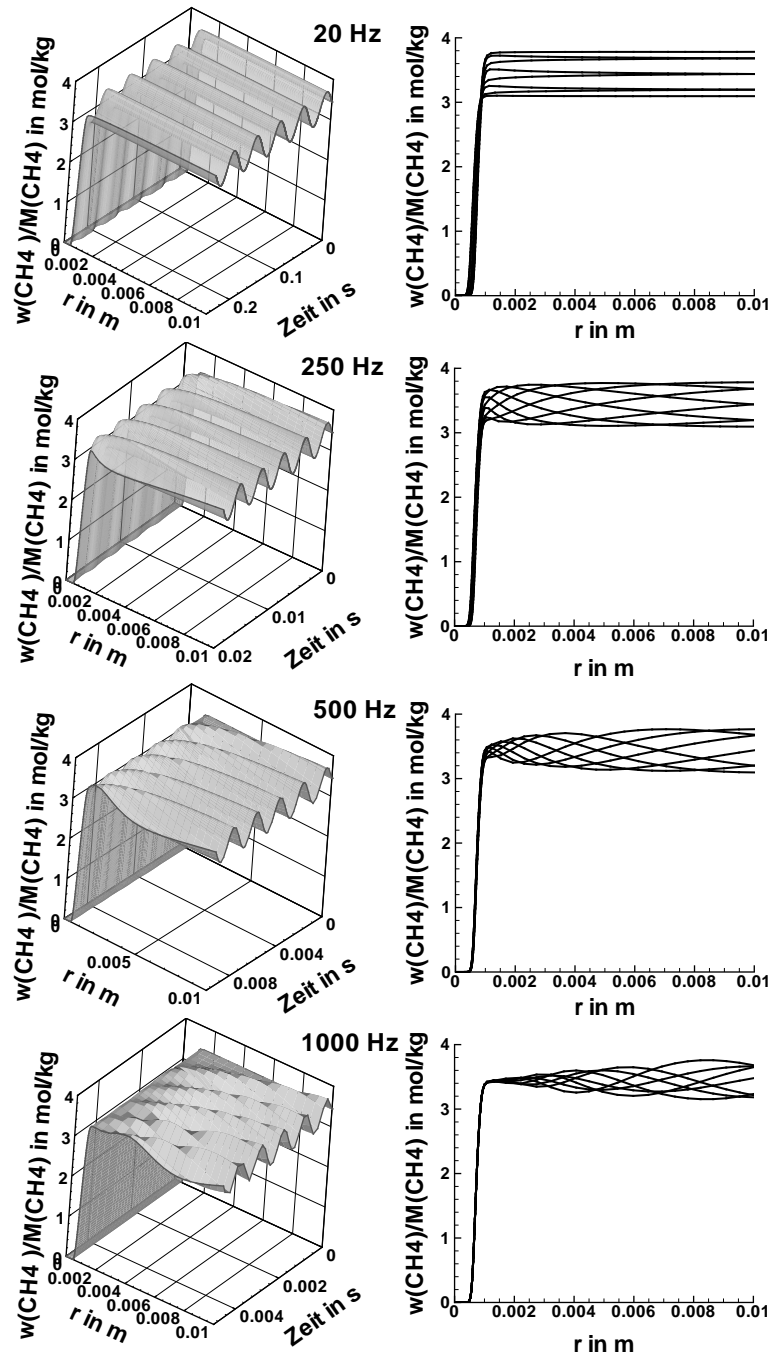 20 Hz
w(CH4 )/M(CH4) in mol/kg
4
3
2
1
0
0
0.002
0.004
0.006
0.008
0.01
r in m
0.2
0.1
0
Zeit in s
w(CH4)/M(CH4) in mol/kg
4
3
2
1
0
0 0.002 0.004 0.006 0.008 0.01
r in m
250 Hz
w(CH4 )/M(CH4) in mol/kg
4
3
2
1
0
0
0.002
0.004
0.006
0.008
0.01
r in m
0.02
0.01
0
Zeit in s
w(CH4)/M(CH4) in mol/kg
4
3
2
1
0
0 0.002 0.004 0.006 0.008 0.01
r in m
500 Hz
w(CH4 )/M(CH4) in mol/kg
4
3
2
1
0
0
0.005
0.01
r in m
0.008
0.004
0
Zeit in s
w(CH4)/M(CH4) in mol/kg
4
3
2
1
0
0 0.002 0.004 0.006 0.008 0.01
r in m
1000 Hz
w(CH4 )/M(CH4) in mol/kg
4
3
2
1
0
0
0.002
0.004
0.006
0.008
0.01
r in m
0.004
0.002
0
Zeit in s
w(CH4)/M(CH4) in mol/kg
4
3
2
1
0
0 0.002 0.004 0.006 0.008 0.01
r in m